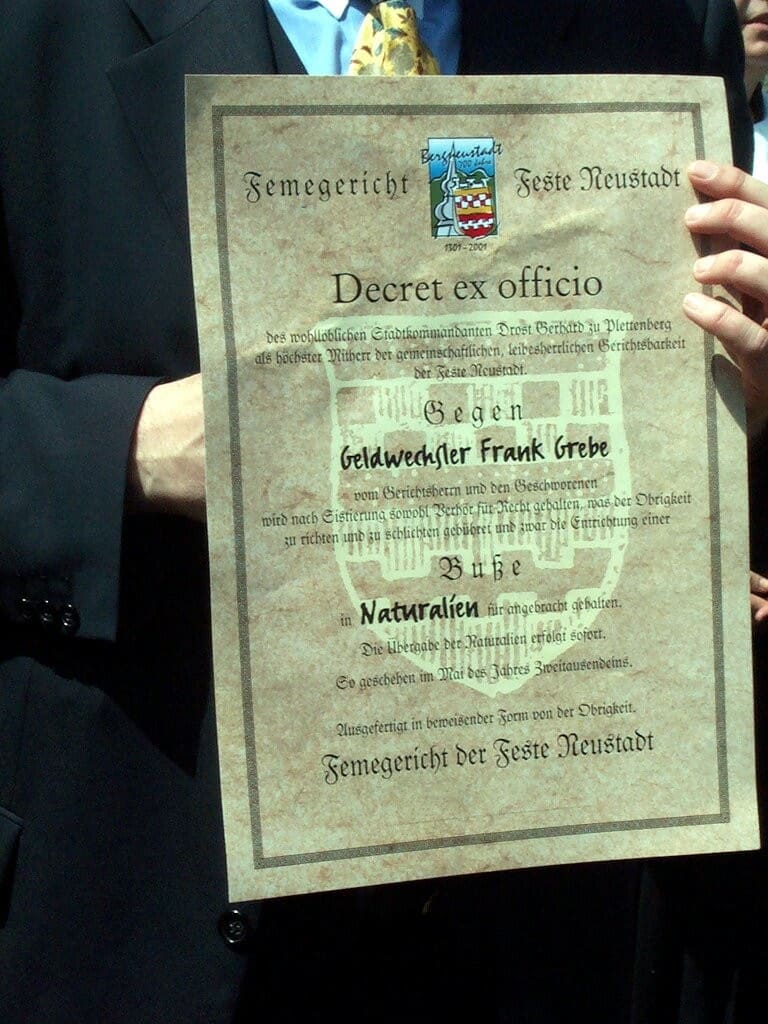 Bergneustadt
700 Jahre
Femegericht Feste Neustadt
1301 - 2001
Decret ex officio
des wohllöblichen Stadtkommandanten Drost Gerhard zu Plettenberg
als höchster Mitherr der gemeinschaftlichen, leibesherrlichen Gerichtsbarkeit
der Feste Neustadt.
Gegen
Geldwechsler Frank Grebe
vom Gerichtsherrn und den Geschworenen
wird nach Sistierung sowohl Verhör für Recht gehalten, was der Obrigkeit
zu richten und zu schlichten gebühret und zwar die Entrichtung einer
Buße
in Naturalien für angebracht gehalten.
Die Übergabe der Naturalien erfolgt sofort.
So geschehen im Mai des Jahres Zweitausendeins.
Ausgefertigt in beweisender Form von der Obrigkeit.
Femegericht der Feste Neustadt